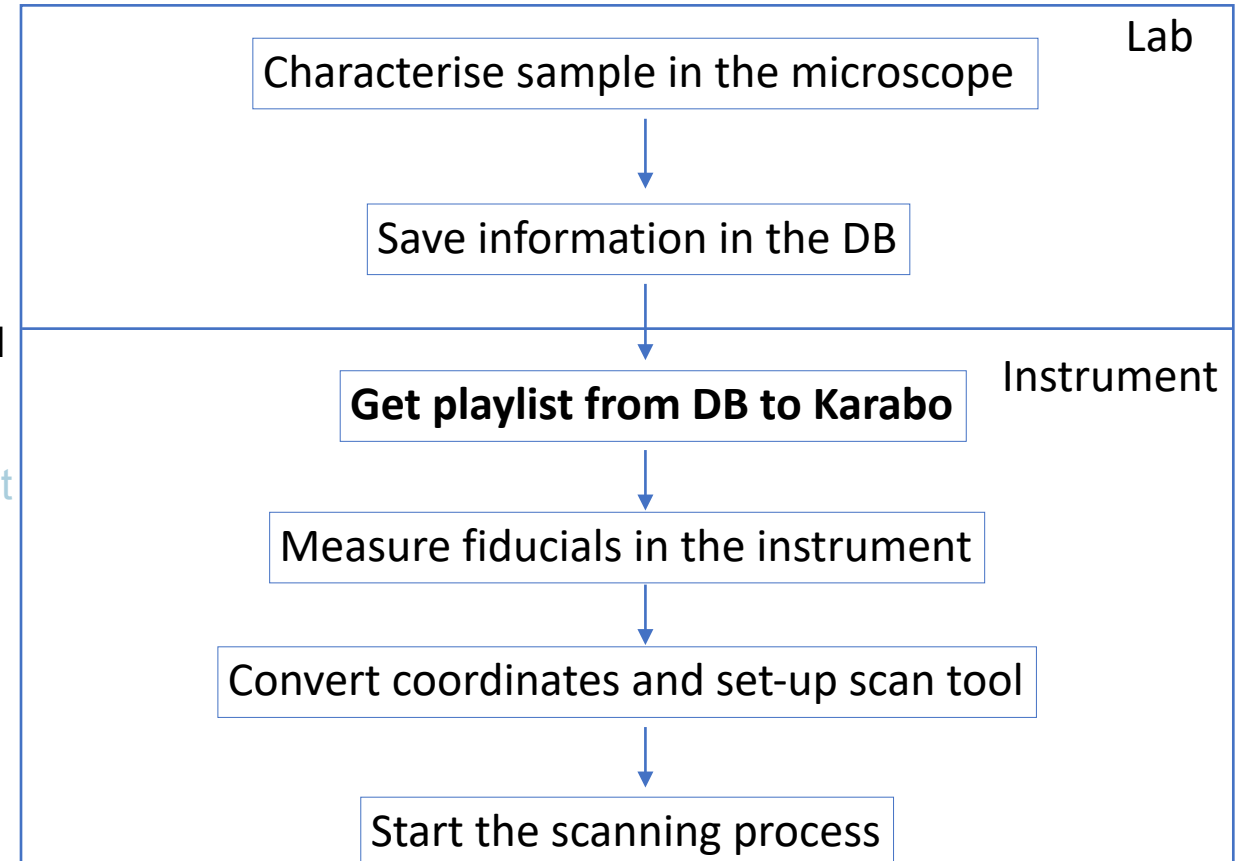 Lab
Characterise sample in the microscope
Save information in the DB
Instrument
Get playlist from DB to Karabo
Measure fiducials in the instrument
Convert coordinates and set-up scan tool
Start the scanning process